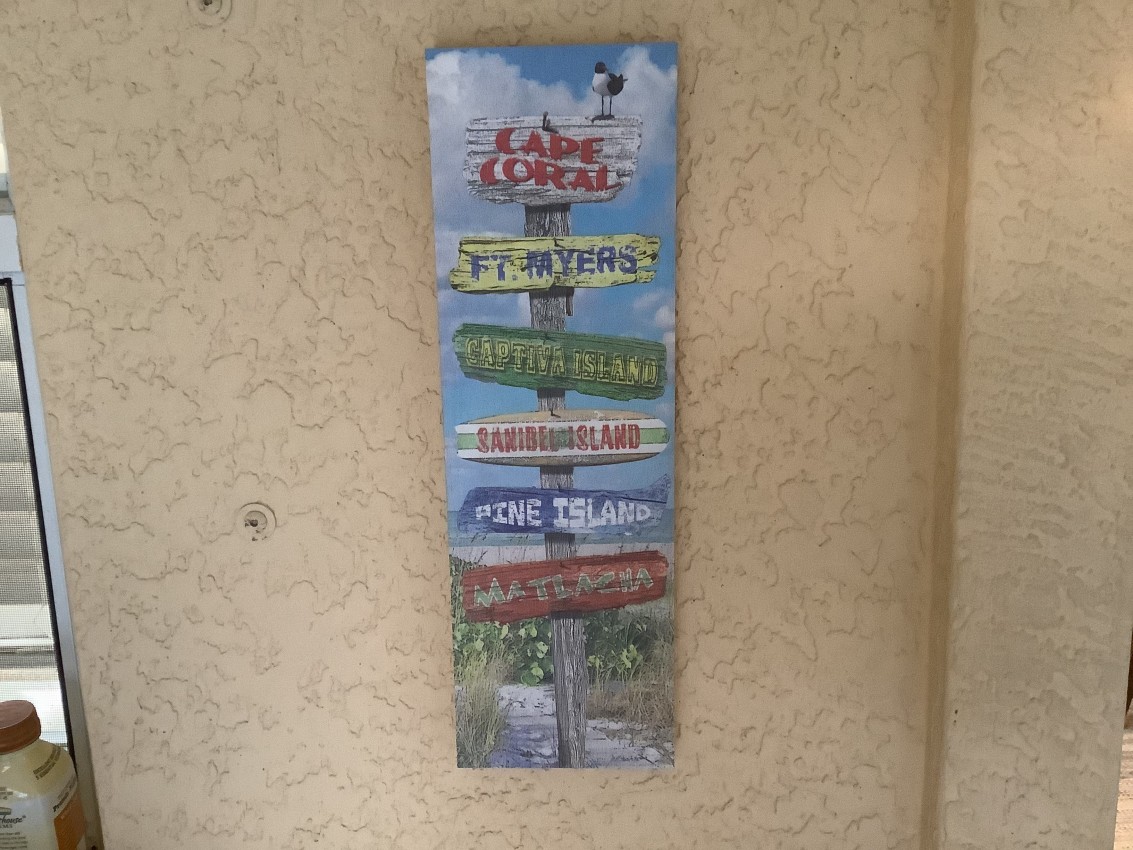 CAPE
CORAL
FT. MYERS
CAPTIVA ISLAND
SANIBEL ISLAND
PINE ISLAND
MATLACHA